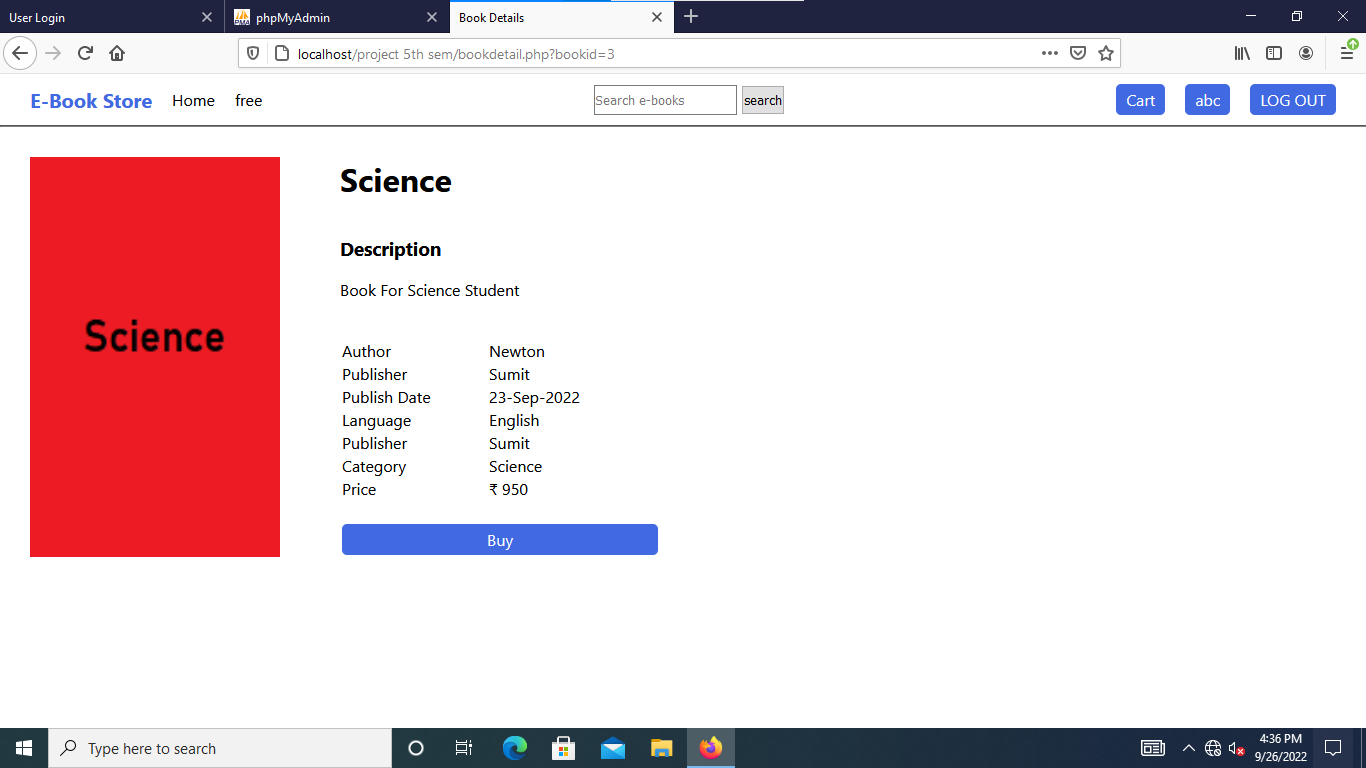 User Login
phpMyAdmin
Book Details
localhost/project 5th sem/bookdetail.php?bookid=3
E-Book Store Home free Search e-books search Cart abc LOG OUT
Science
Science
Description
Book For Science Student
Author Newton
Publisher Sumit
Publish Date 23-Sep-2022
Language English
Publisher Sumit
Category Science
Price ₹ 950
Buy
Type here to search
4:36 PM
9/26/2022